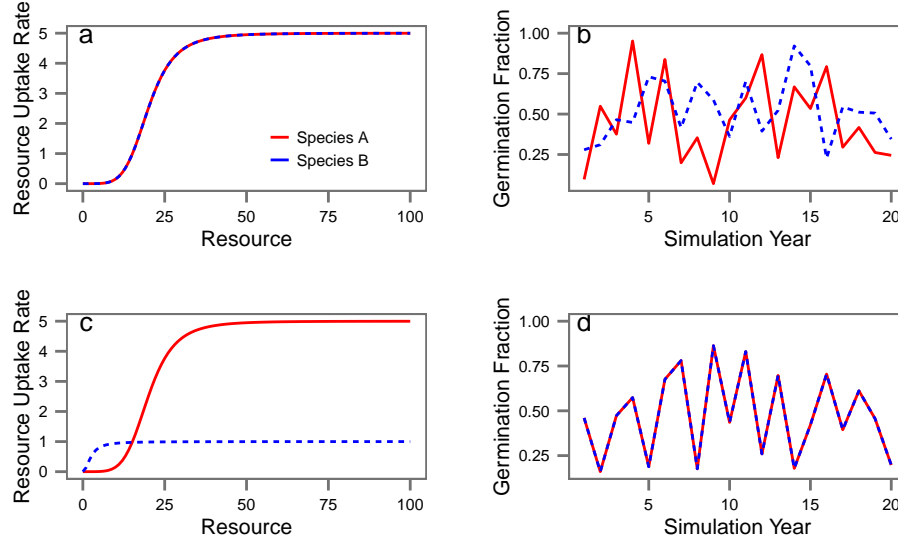 a
Resource Uptake Rate
5
4
3
2
1
0
Species A
Species B
0 25 50 75 100
Resource
b
Germination Fraction
1.00
0.75
0.50
0.25
5 10 15 20
Simulation Year
c
Resource Uptake Rate
5
4
3
2
1
0
0 25 50 75 100
Resource
d
Germination Fraction
1.00
0.75
0.50
0.25
5 10 15 20
Simulation Year